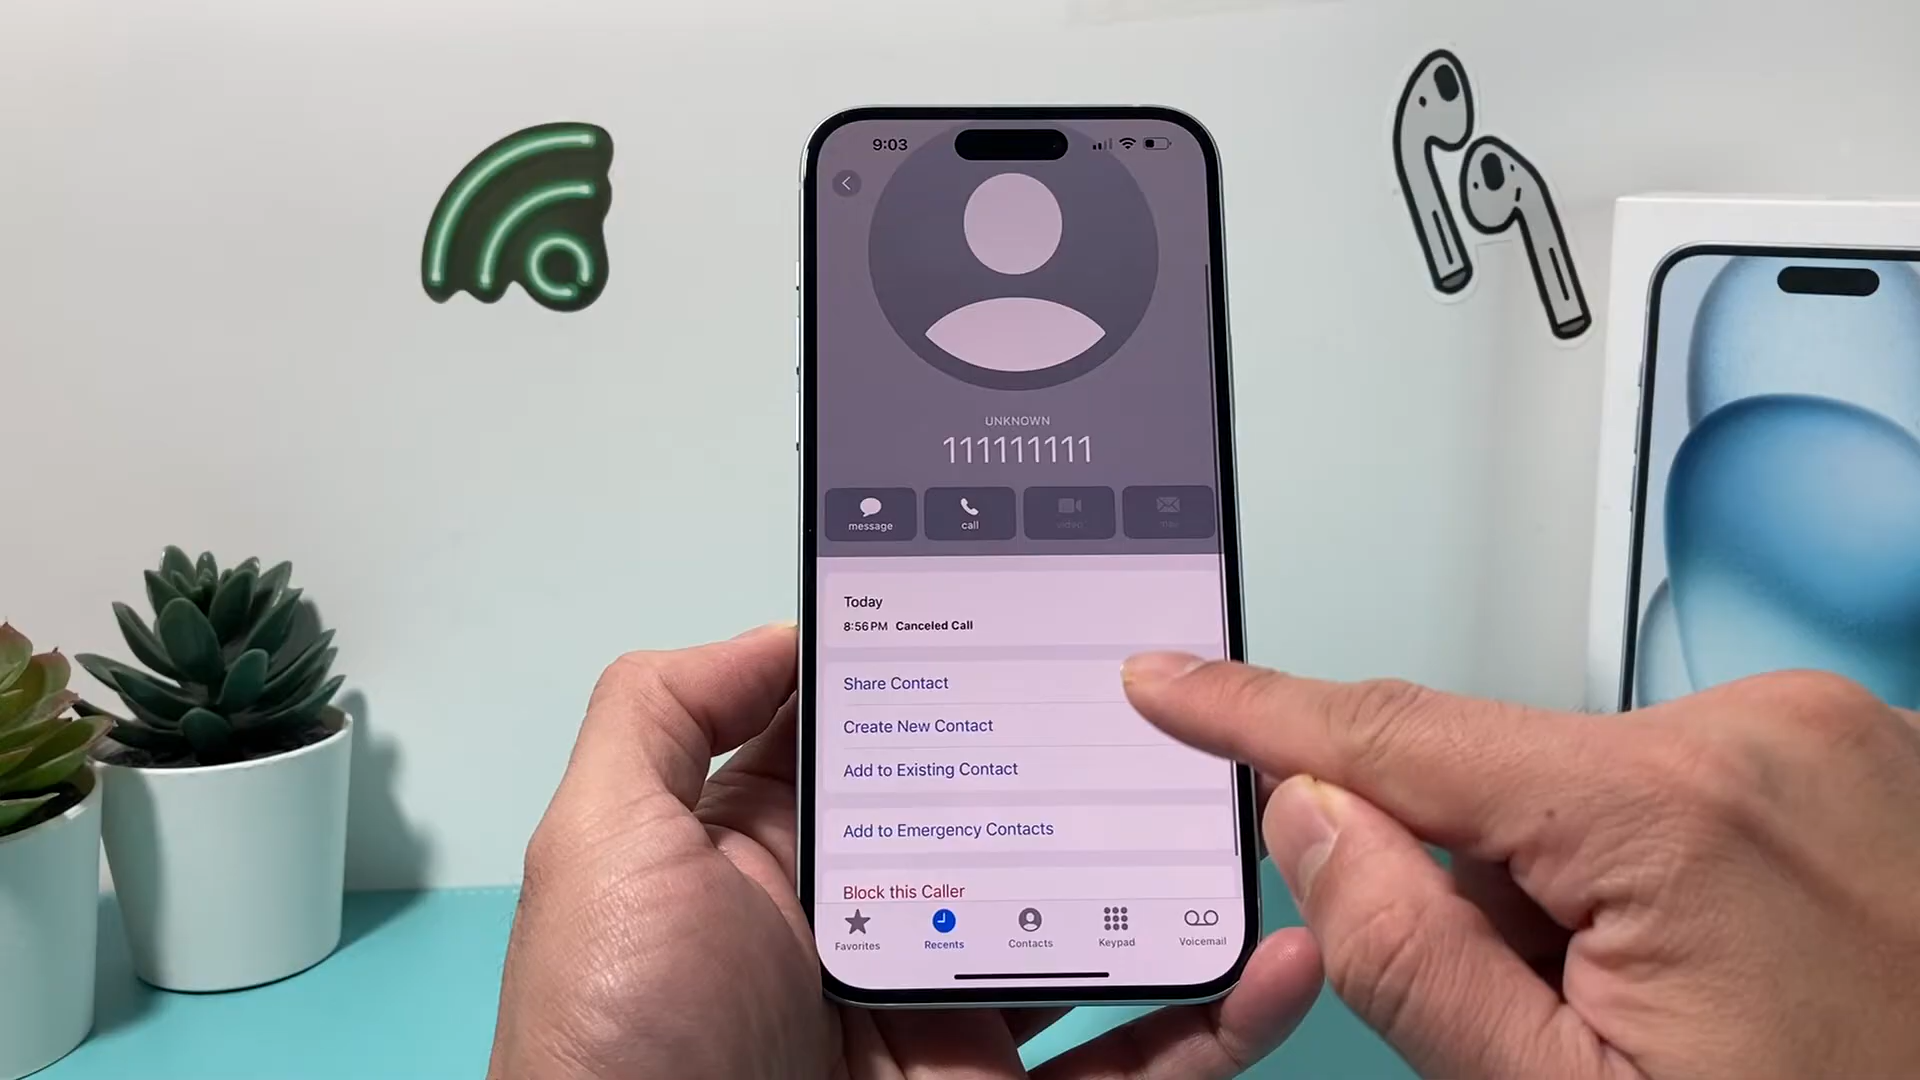 9:03
UNKNOWN
111111111
message
call
video
Today
8:56 PM Canceled Call
Share Contact
Create New Contact
Add to Existing Contact
Add to Emergency Contacts
Block this Caller
Favorites
Recents
Contacts
Keypad
Voicemail